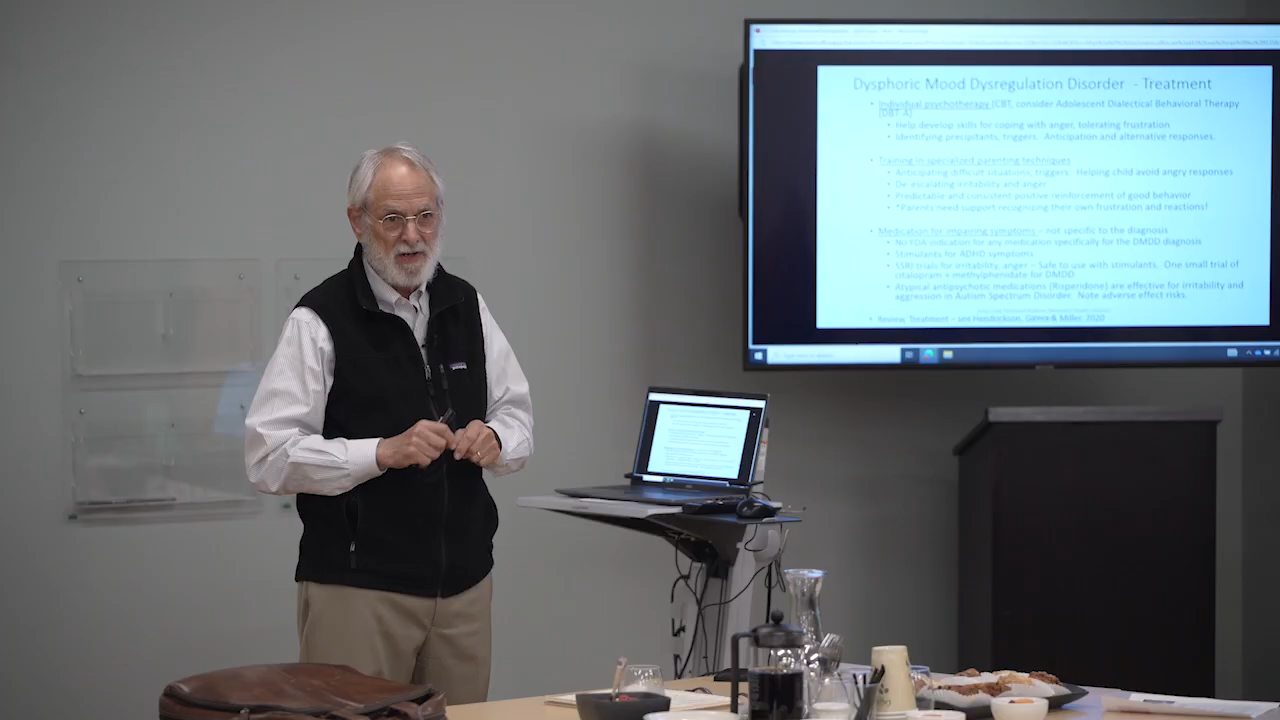 Dysphoric Mood Dysregulation Disorder - Treatment
• Individual psychotherapy (CBT, consider Adolescent Dialectical Behavioral Therapy
(DBT-A)
• Help develop skills for coping with anger, tolerating frustration
• Identifying precipitants, triggers. Anticipation and alternative responses.
• Training in specialized parenting techniques
• Anticipating difficult situations, triggers. Helping child avoid angry responses
• De-escalating irritability and anger
• Predictable and consistent positive reinforcement of good behavior
• *Parents need support recognizing their own frustration and reactions!
• Medication for impairing symptoms – not specific to the diagnosis
• No FDA indication for any medication specifically for the DMDD diagnosis
• Stimulants for ADHD symptoms
• SSRI trials for irritability, anger – Safe to use with stimulants. One small trial of
citalopram + methylphenidate for DMDD
• Atypical antipsychotic medications (Risperidone) are effective for irritability and
aggression in Autism Spectrum Disorder. Note adverse effect risks.
• Review, Treatment – see Hendrickson, Girma & Miller, 2020
patagonia